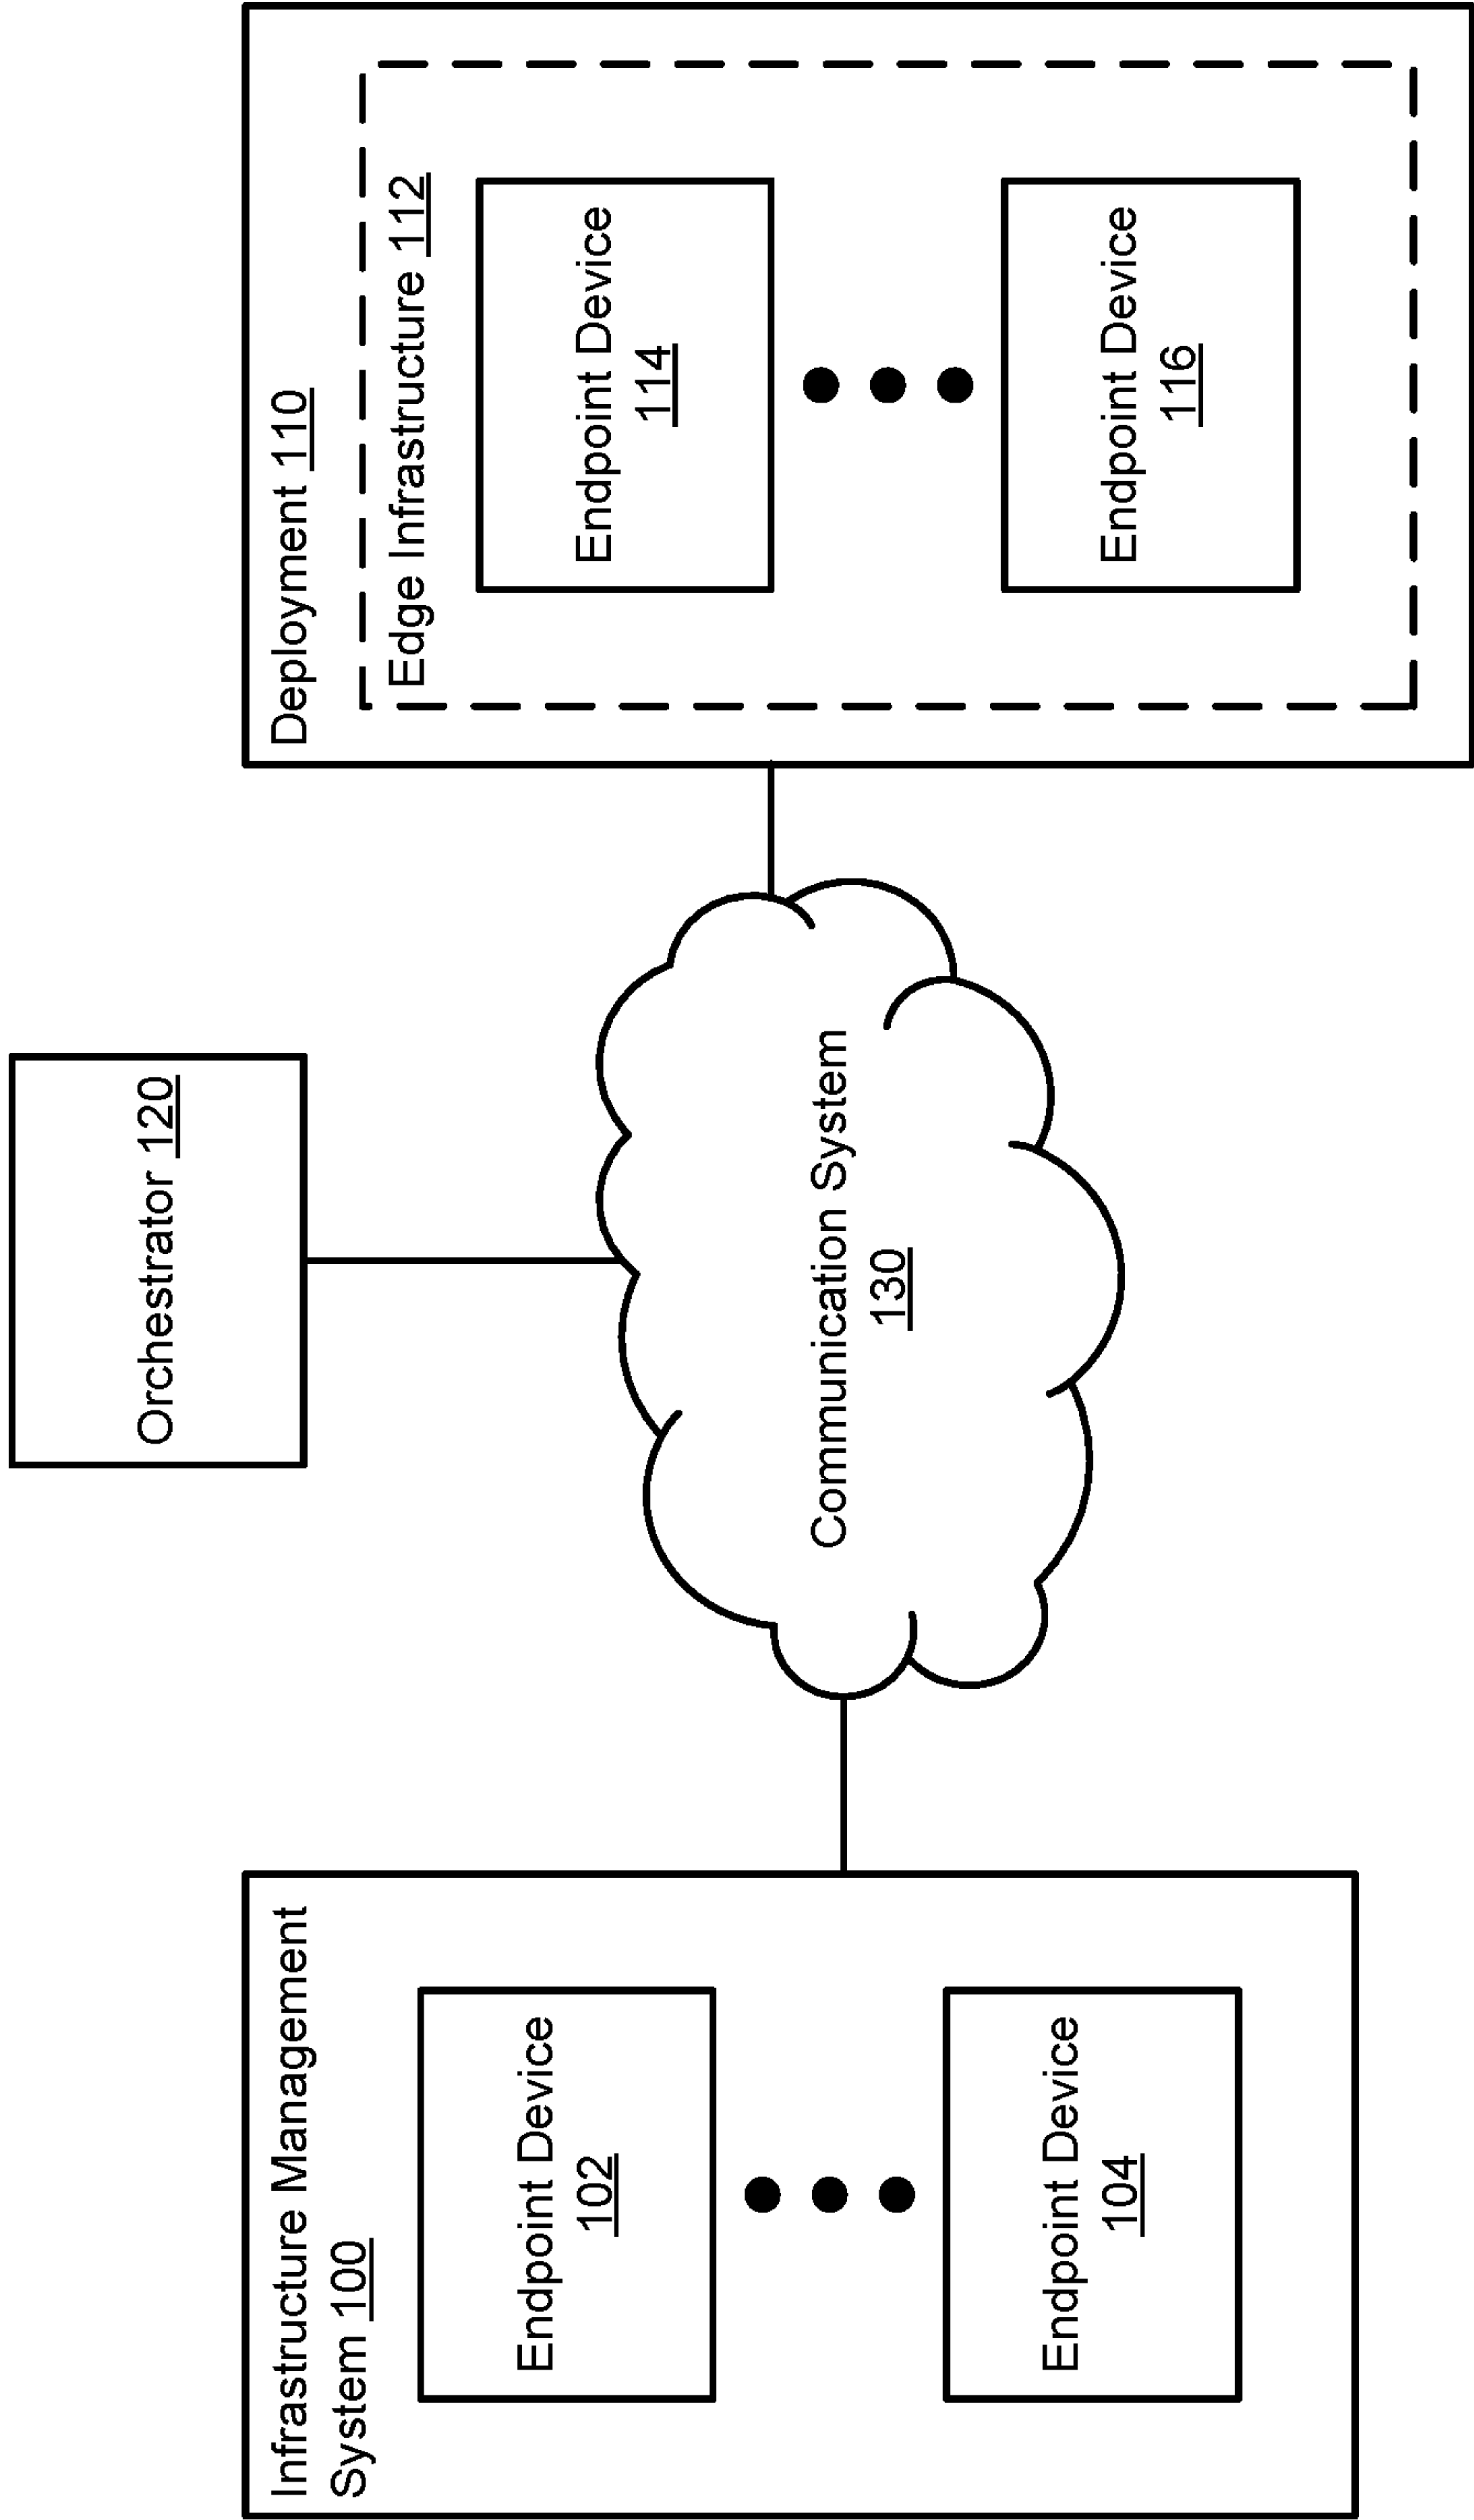 Orchestrator 120
Infrastructure Management
System 100
Endpoint Device
102
Endpoint Device
104
Communication System
130
Deployment 110
Edge Infrastructure 112
Endpoint Device
114
Endpoint Device
116